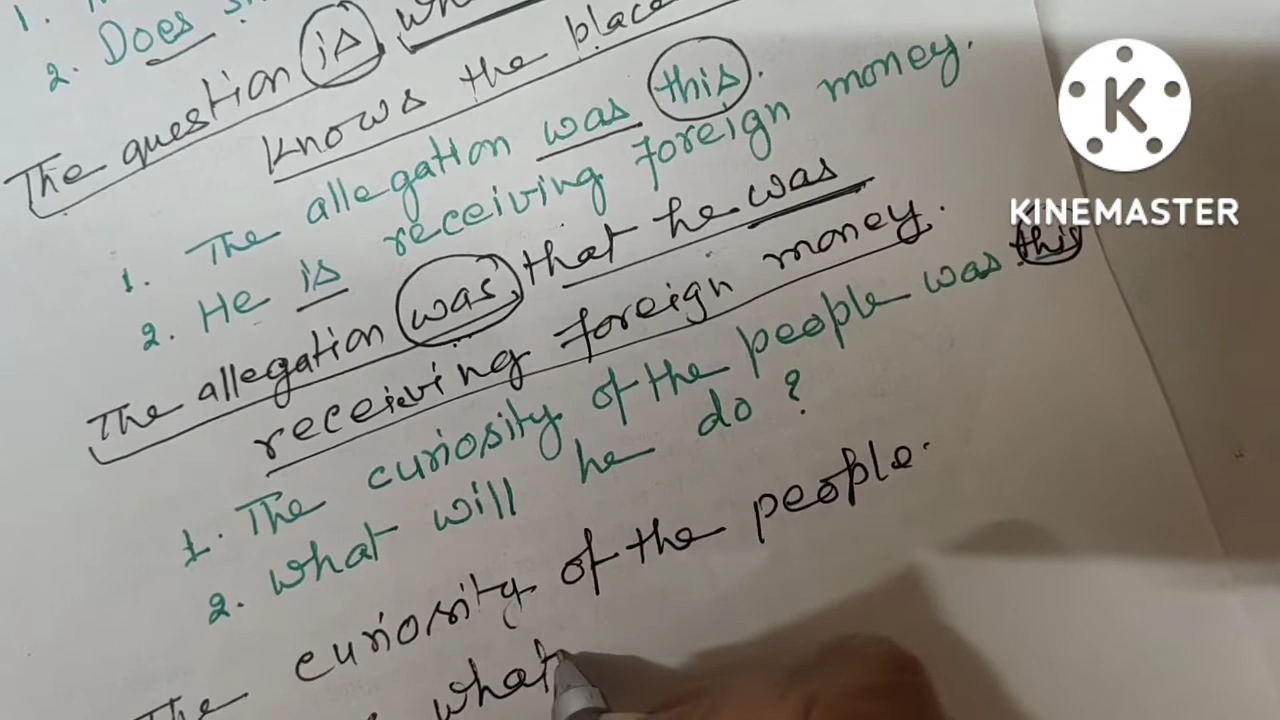 1.
2. Does
The question is
knows the place
1. The allegation was this.
2. He is receiving foreign money.
The allegation was that he was
receiving foreign money.
1. The curiosity of the people was this
2. what will he do ?
The curiosity of the people.
what
K
KINEMASTER